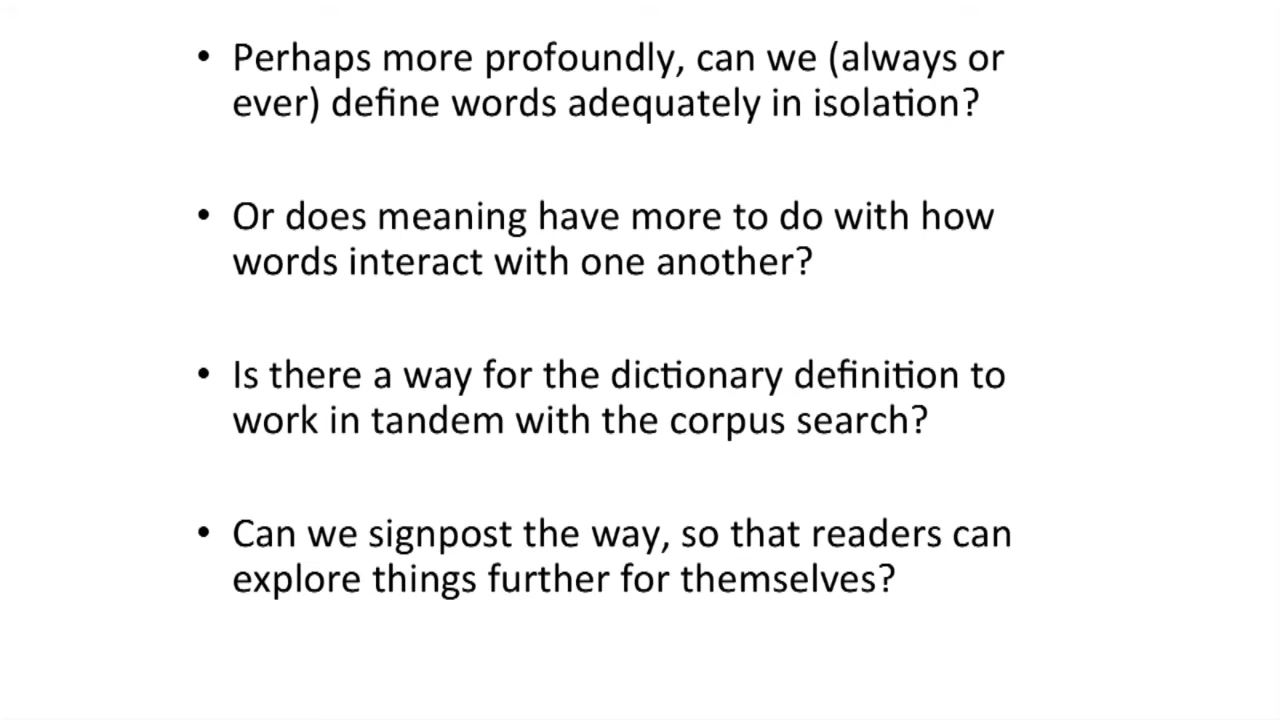 • Perhaps more profoundly, can we (always or
ever) define words adequately in isolation?
• Or does meaning have more to do with how
words interact with one another?
• Is there a way for the dictionary definition to
work in tandem with the corpus search?
• Can we signpost the way, so that readers can
explore things further for themselves?